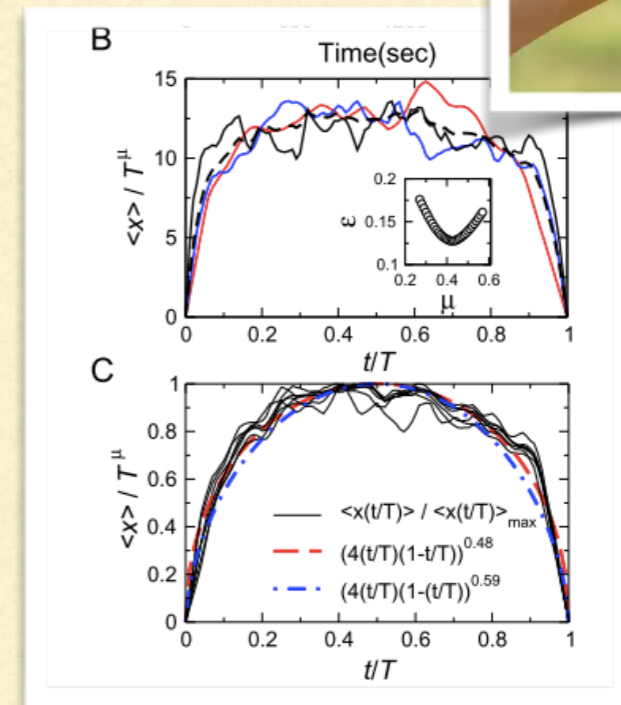 B
Time(sec)
15
10
5
0
<x> / T^μ
0.2
0.15
0.1
ε
0.2 0.4 0.6
μ
0 0.2 0.4 0.6 0.8 1
t/T
C
1
0.8
0.6
0.4
0.2
0
<x> / T^μ
<x(t/T)> / <x(t/T)>max
(4(t/T)(1-t/T))^0.48
(4(t/T)(1-(t/T))^0.59
0 0.2 0.4 0.6 0.8 1
t/T